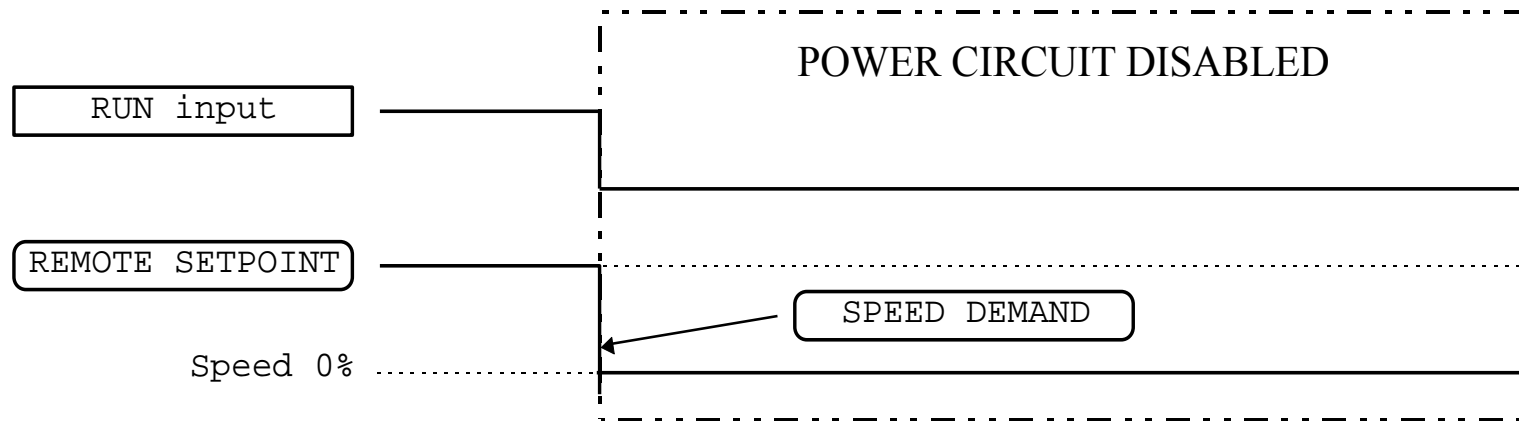 POWER CIRCUIT DISABLED
RUN input
REMOTE SETPOINT
SPEED DEMAND
Speed 0%